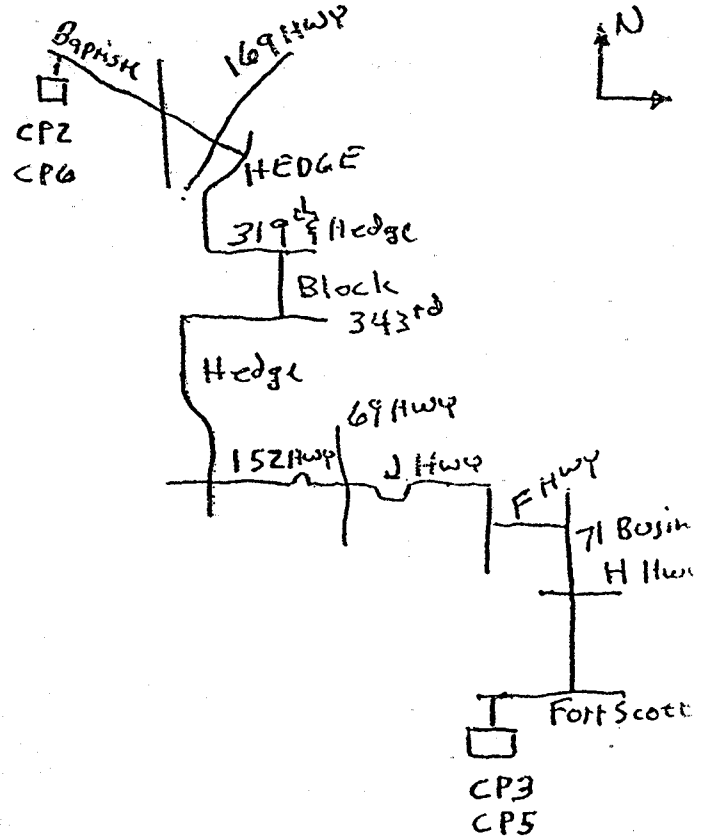 N
169 HWY
Baptiste
CP2
CP6
HEDGE
319th & Hedge
Block
343rd
Hedge
69 HWY
152 HWY
J HWY
F HWY
71 Busin
H Hwy
Fort Scott
CP3
CP5